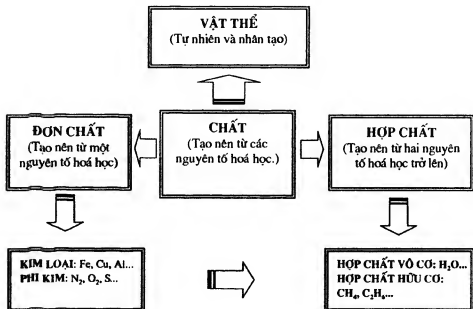 VẬT THỂ
(Tự nhiên và nhân tạo)
ĐƠN CHẤT
(Tạo nên từ một
nguyên tố hoá học)
CHẤT
(Tạo nên từ các
nguyên tố hoá học.)
HỢP CHẤT
(Tạo nên từ hai nguyên
tố hoá học trở lên)
KIM LOẠI: Fe, Cu, Al...
PHI KIM: N₂, O₂, S...
HỢP CHẤT VÔ CƠ: H₂O...
HỢP CHẤT HỮU CƠ:
CH₄, C₂H₆...